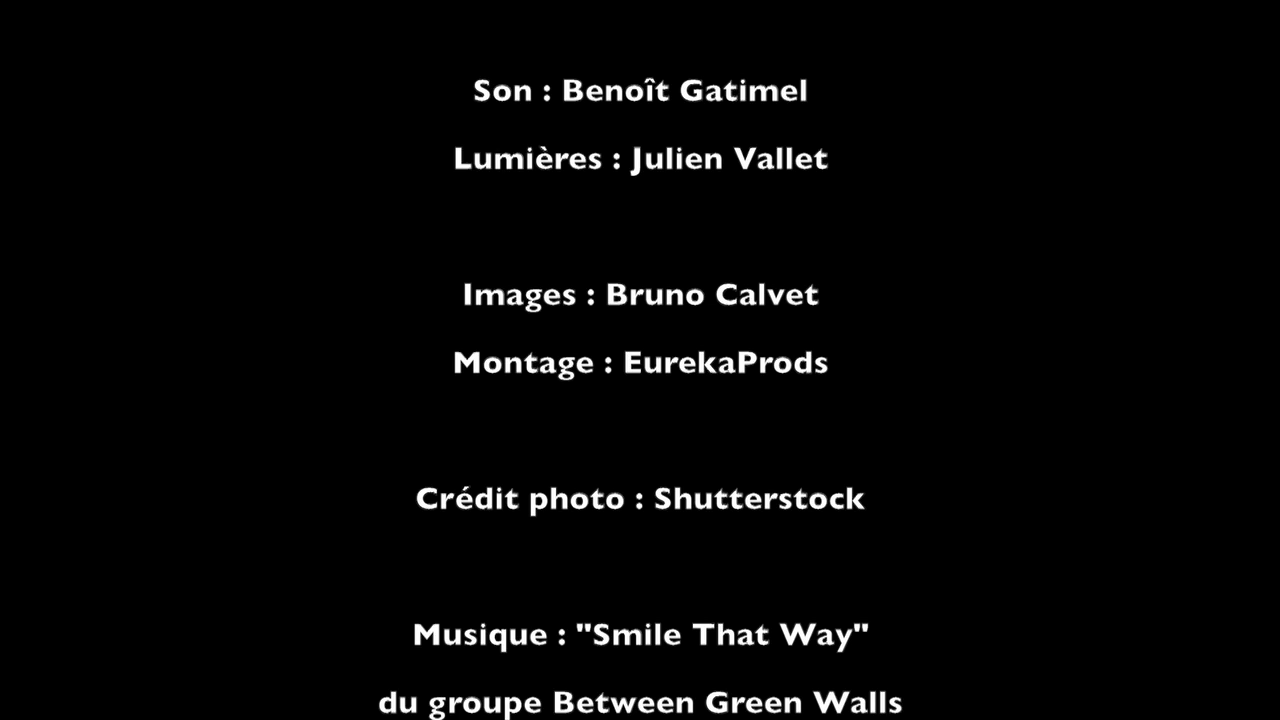 Son : Benoît Gatimel
Lumières : Julien Vallet
Images : Bruno Calvet
Montage : EurekaProds
Crédit photo : Shutterstock
Musique : "Smile That Way"
du groupe Between Green Walls